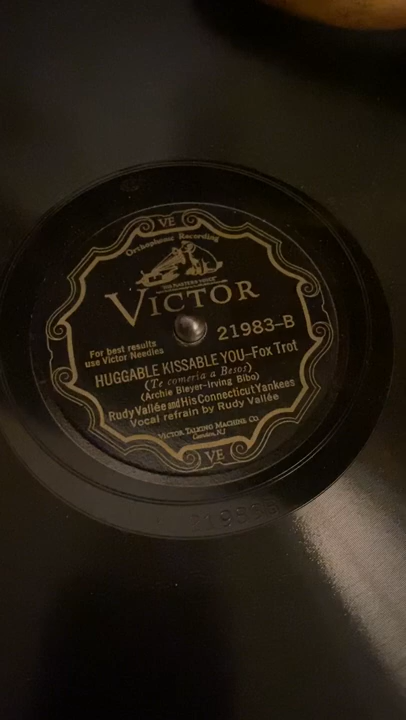 VE
Orthophonic Recording
"HIS MASTER'S VOICE"
VICTOR
21983-B
For best results
use Victor Needles
HUGGABLE KISSABLE YOU–Fox Trot
(Te comería a Besos)
(Archie Bleyer-Irving Bibo)
Rudy Vallée and His Connecticut Yankees
Vocal refrain by Rudy Vallée
VICTOR TALKING MACHINE CO.
Camden, N.J.
VE